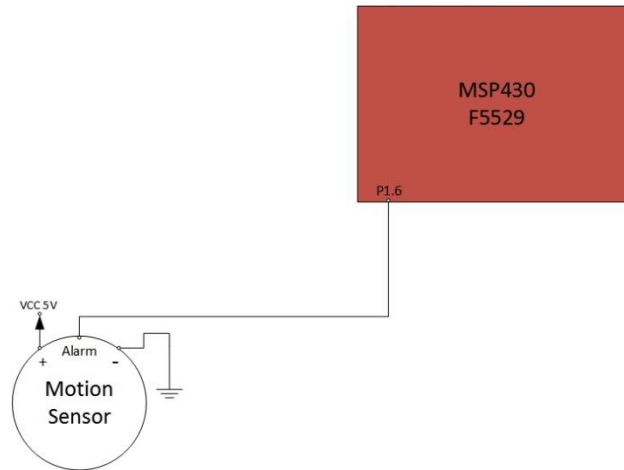 MSP430
F5529
P1.6
VCC 5V
Alarm
+ -
Motion
Sensor